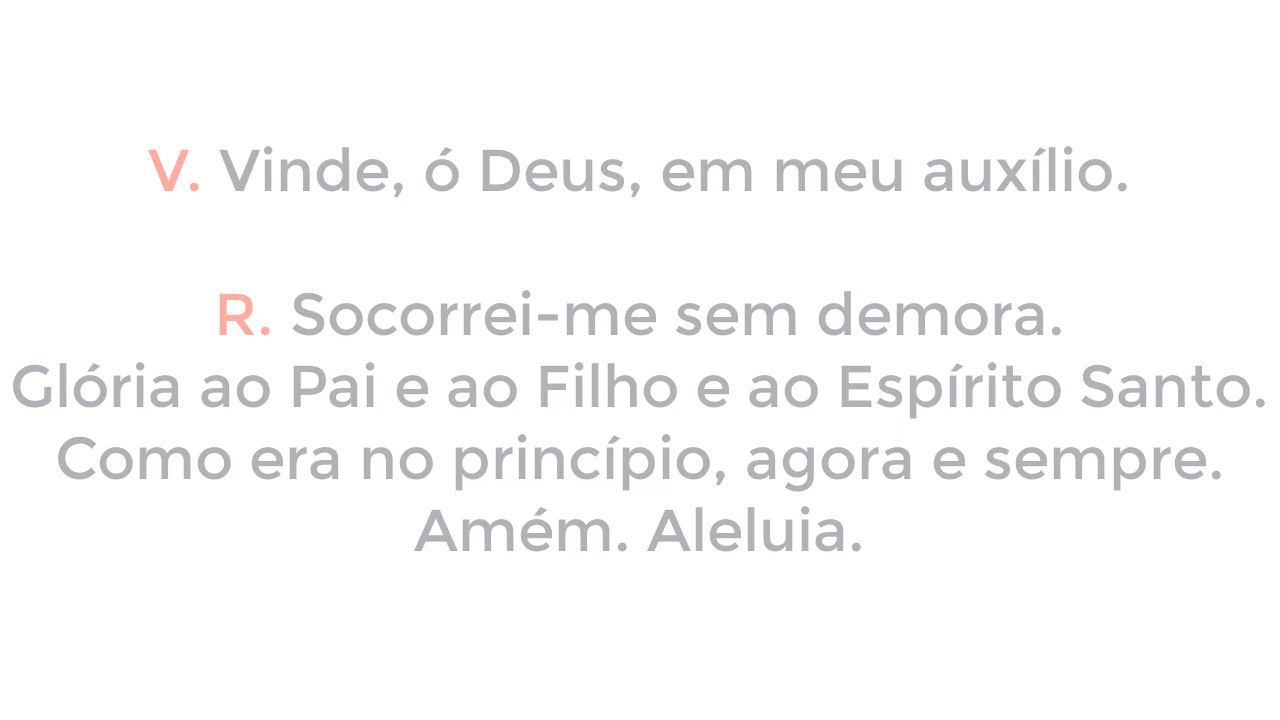 V. Vinde, ó Deus, em meu auxílio.
R. Socorrei-me sem demora.
Glória ao Pai e ao Filho e ao Espírito Santo.
Como era no princípio, agora e sempre.
Amém. Aleluia.